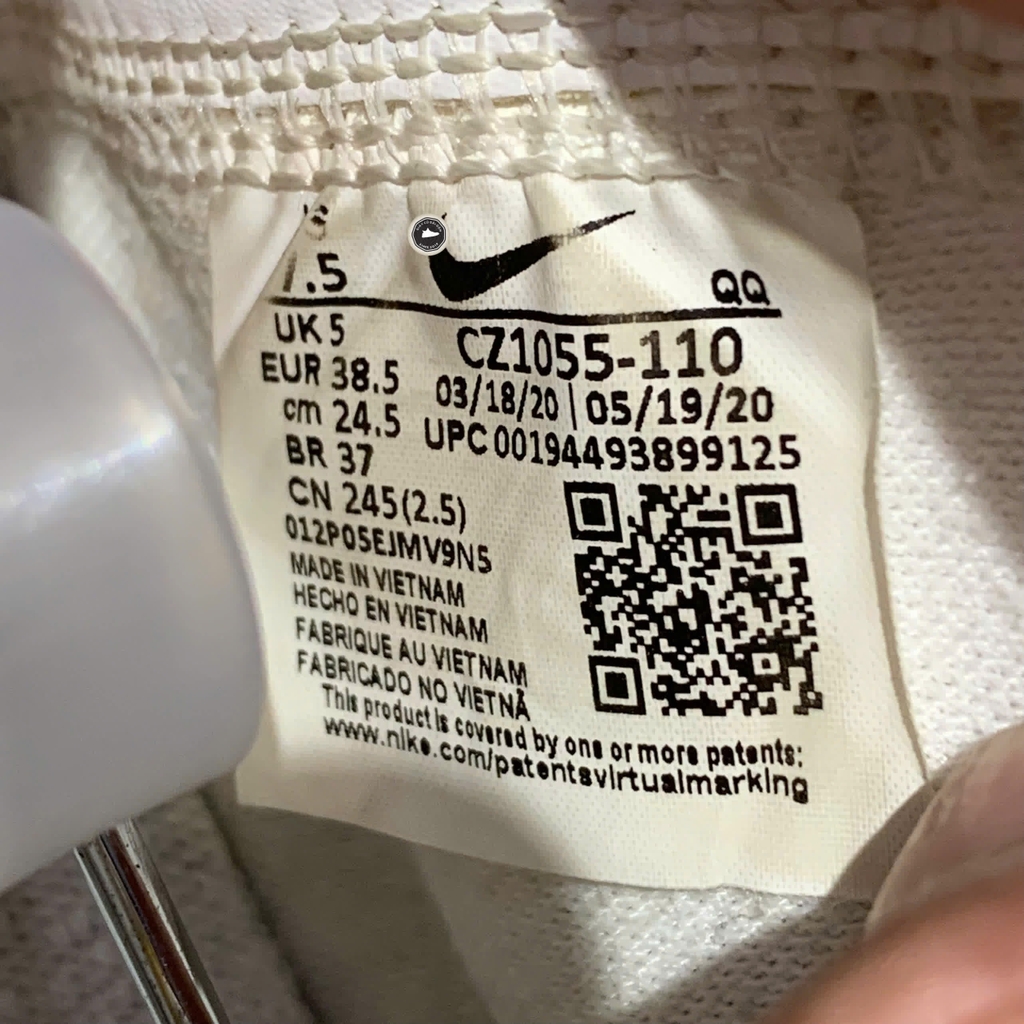 .5
QQ
UK 5
EUR 38.5
cm 24.5
BR 37
CN 245(2.5)
CZ1055-110
03/18/20 | 05/19/20
UPC 00194493899125
012P05EJMV9N5
MADE IN VIETNAM
HECHO EN VIETNAM
FABRIQUE AU VIETNAM
FABRICADO NO VIETNÃ
This product is covered by one or more patents:
www.nike.com/patentsvirtualmarking